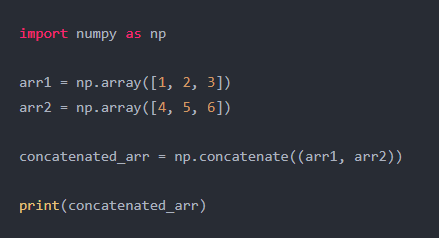 import numpy as np
arr1 = np.array([1, 2, 3])
arr2 = np.array([4, 5, 6])
concatenated_arr = np.concatenate((arr1, arr2))
print(concatenated_arr)